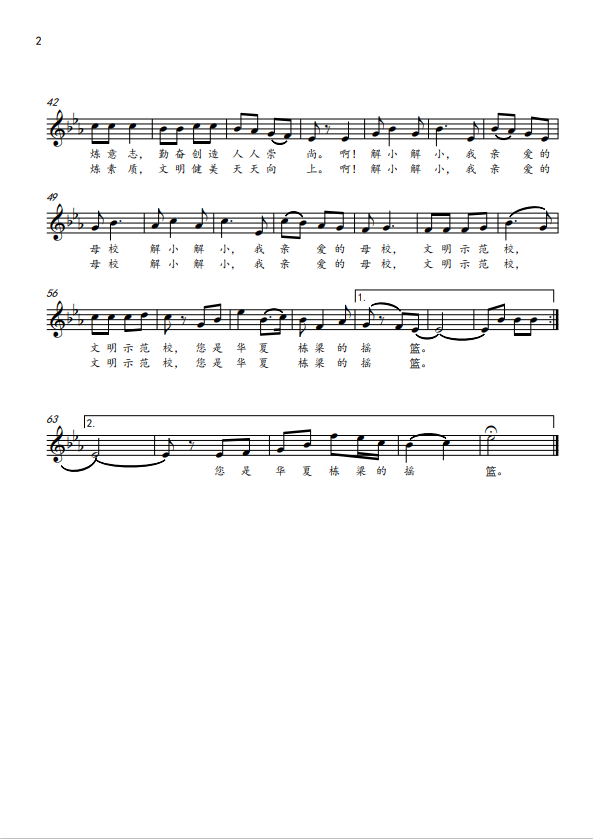 2
42
炼意志，勤奋创造 人人崇 尚。啊！解小解小，我亲 爱的
炼素质，文明健美 天天向 上。啊！解小解小，我亲 爱的
49
母校 解小解小，我亲 爱的母校，文明示范校，
母校 解小解小，我亲 爱的母校，文明示范校，
56
1.
文明示范 校，您是华夏 栋梁的摇 篮。
文明示范 校，您是华夏 栋梁的摇 篮。
63
2.
您是 华夏栋梁的摇 篮。